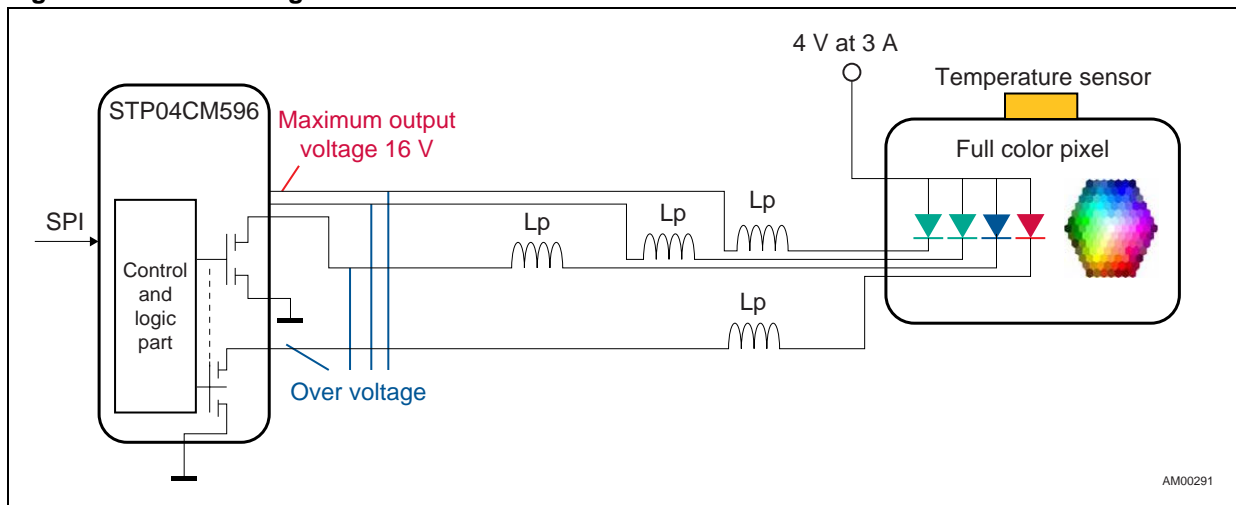 4 V at 3 A
Temperature sensor
STP04CM596
Maximum output
voltage 16 V
Full color pixel
SPI
Lp
Lp
Lp
Control
and
logic
part
Lp
Over voltage
AM00291